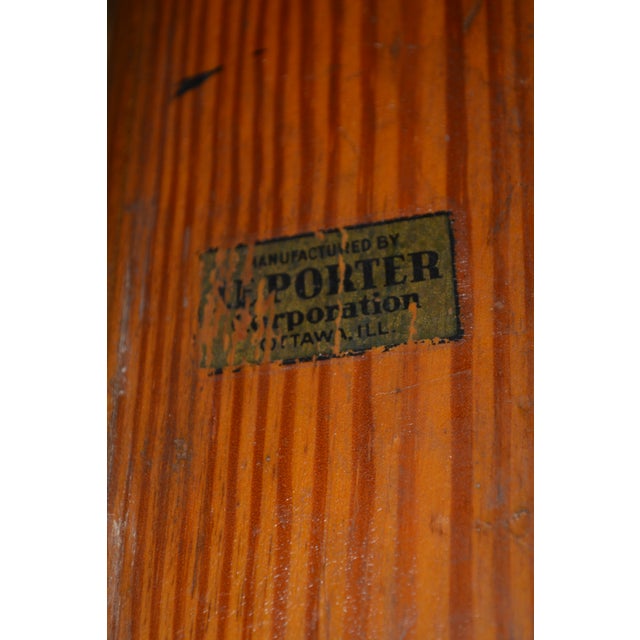 MANUFACTURED BY
PORTER
Corporation
OTTAWA, ILL.